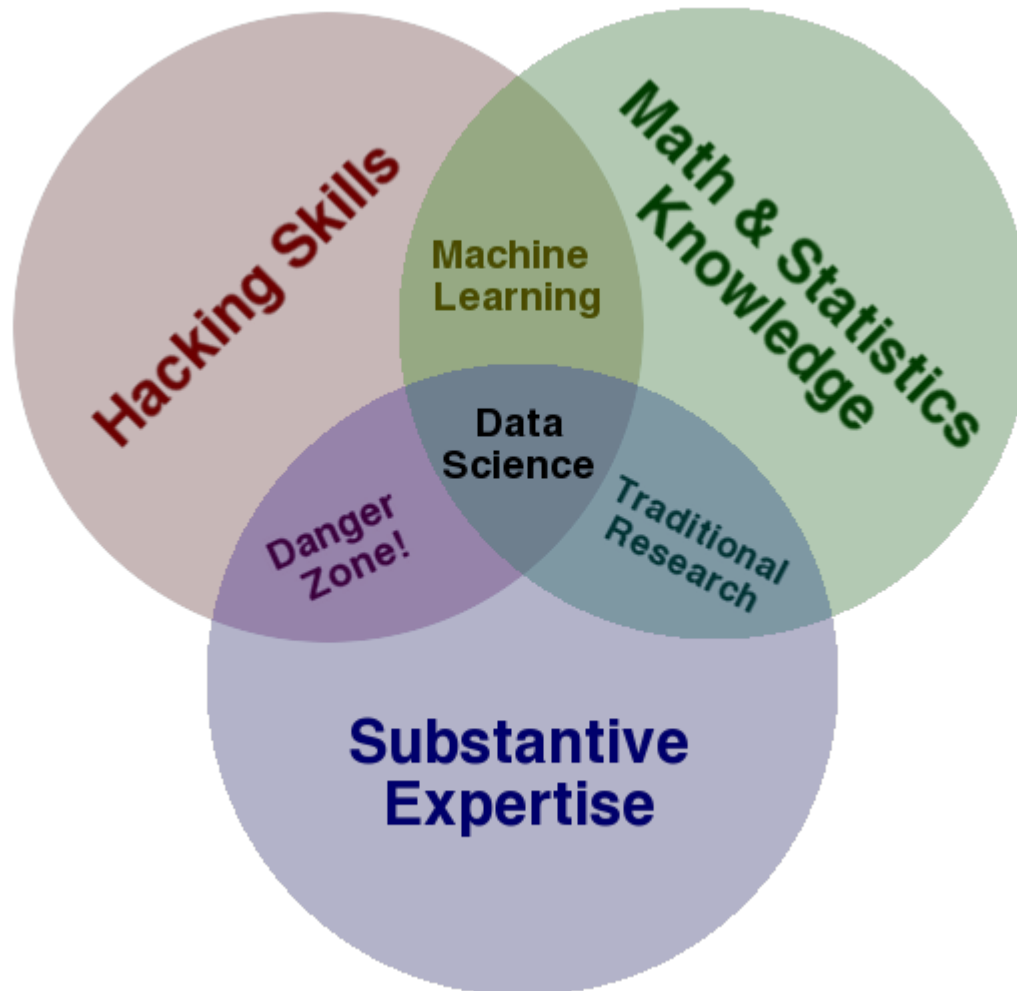 Hacking Skills
Math & Statistics
Knowledge
Machine
Learning
Data
Science
Danger
Zone!
Traditional
Research
Substantive
Expertise